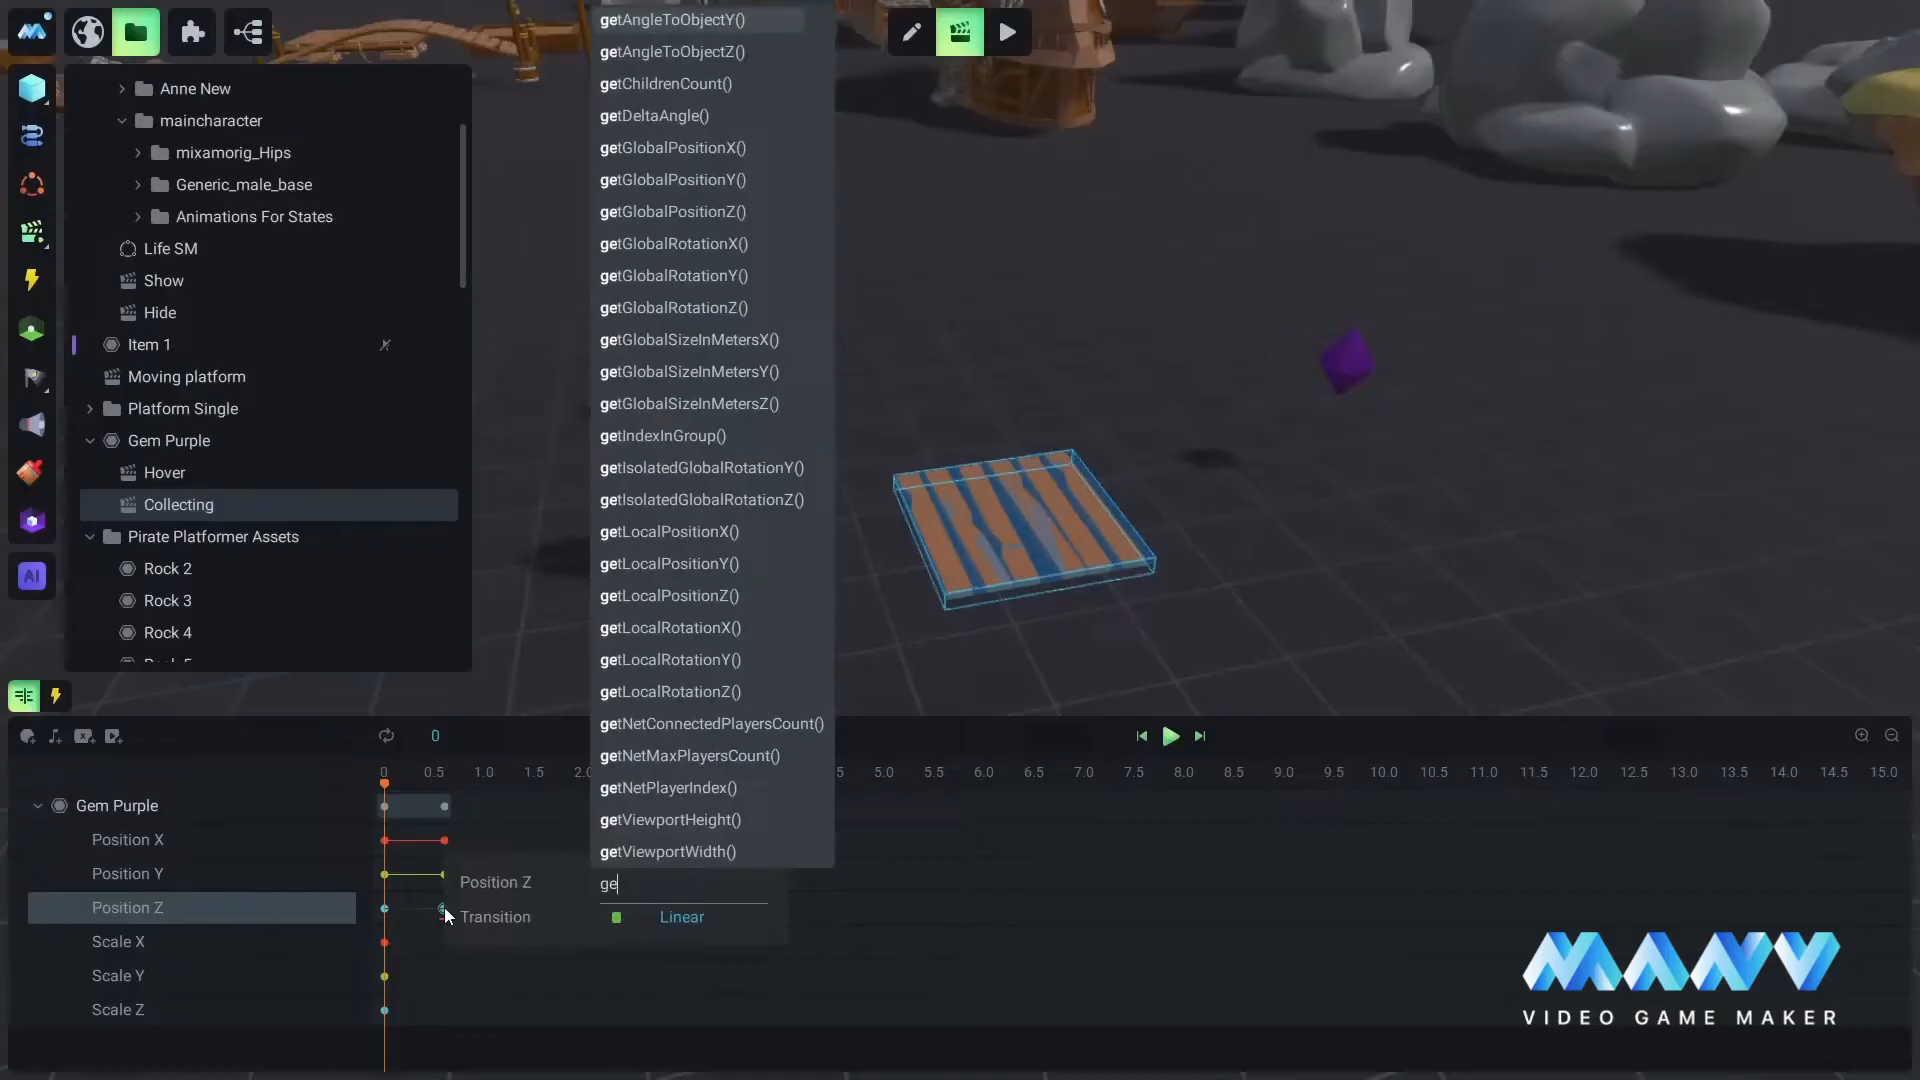 Anne New
maincharacter
mixamorig_Hips
Generic_male_base
Animations For States
Life SM
Show
Hide
Item 1
Moving platform
Platform Single
Gem Purple
Hover
Collecting
Pirate Platformer Assets
Rock 2
Rock 3
Rock 4
AI
getAngleToObjectY()
getAngleToObjectZ()
getChildrenCount()
getDeltaAngle()
getGlobalPositionX()
getGlobalPositionY()
getGlobalPositionZ()
getGlobalRotationX()
getGlobalRotationY()
getGlobalRotationZ()
getGlobalSizeInMetersX()
getGlobalSizeInMetersY()
getGlobalSizeInMetersZ()
getIndexInGroup()
getIsolatedGlobalRotationY()
getIsolatedGlobalRotationZ()
getLocalPositionX()
getLocalPositionY()
getLocalPositionZ()
getLocalRotationX()
getLocalRotationY()
getLocalRotationZ()
getNetConnectedPlayersCount()
getNetMaxPlayersCount()
getNetPlayerIndex()
getViewportHeight()
getViewportWidth()
ge
0
0 0.5 1.0 1.5 2.0 5 5.0 5.5 6.0 6.5 7.0 7.5 8.0 8.5 9.0 9.5 10.0 10.5 11.0 11.5 12.0 12.5 13.0 13.5 14.0 14.5 15.0
Gem Purple
Position X
Position Y
Position Z
Scale X
Scale Y
Scale Z
Position Z
Transition Linear
VIDEO GAME MAKER